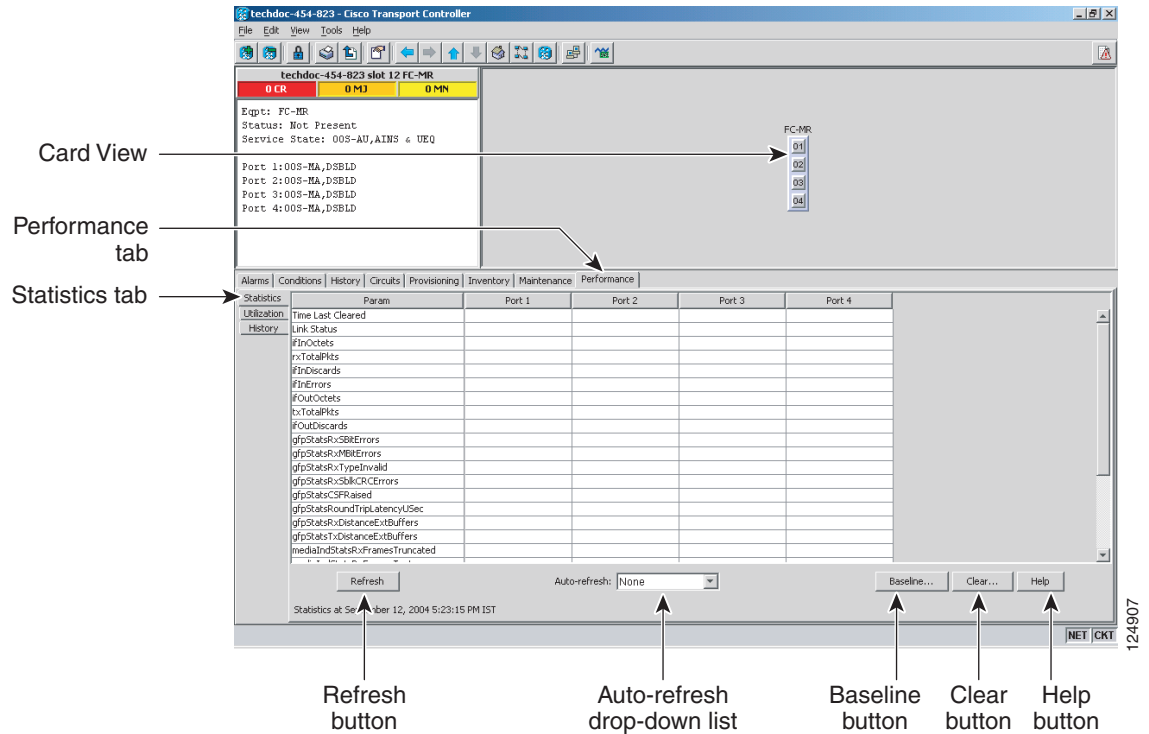 techdoc-454-823 - Cisco Transport Controller
File Edit View Tools Help
techdoc-454-823 slot 12 FC-MR
0 CR 0 MJ 0 MN
Eqpt: FC-MR
Status: Not Present
Service State: OOS-AU,AINS & UEQ
Port 1:OOS-MA,DSBLD
Port 2:OOS-MA,DSBLD
Port 3:OOS-MA,DSBLD
Port 4:OOS-MA,DSBLD
FC-MR
01
02
03
04
Card View
Performance
tab
Statistics tab
Alarms Conditions History Circuits Provisioning Inventory Maintenance Performance
Statistics
Utilization
History
Param Port 1 Port 2 Port 3 Port 4
Time Last Cleared
Link Status
ifInOctets
rxTotalPkts
ifInDiscards
ifInErrors
ifOutOctets
txTotalPkts
ifOutDiscards
gfpStatsRxSBitErrors
gfpStatsRxMBitErrors
gfpStatsRxTypeInvalid
gfpStatsRxSblkCRCErrors
gfpStatsCSFRaised
gfpStatsRoundTripLatencyUSec
gfpStatsRxDistanceExtBuffers
gfpStatsTxDistanceExtBuffers
mediaIndStatsRxFramesTruncated
Refresh Auto-refresh: None Baseline... Clear... Help
Statistics at 12, 2004 5:23:15 PM IST
NET CKT
124907
Refresh
button
Auto-refresh
drop-down list
Baseline
button
Clear
button
Help
button